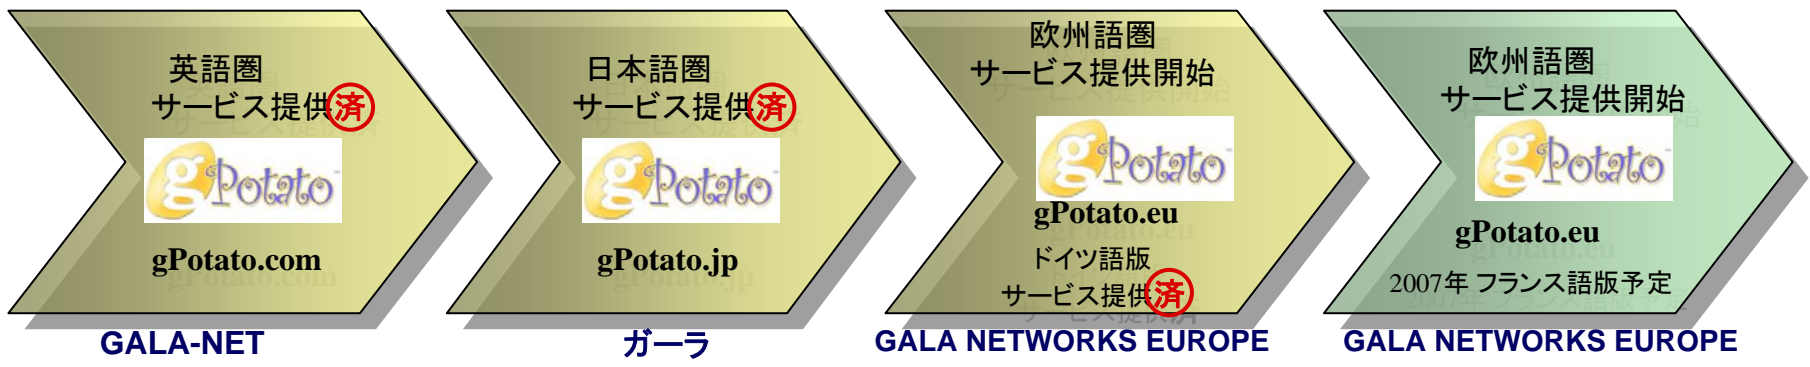 英語圏
サービス提供済
gPotato
gPotato.com
GALA-NET
日本語圏
サービス提供済
gPotato
gPotato.jp
ガーラ
欧州語圏
サービス提供開始
gPotato
gPotato.eu
ドイツ語版
サービス提供済
GALA NETWORKS EUROPE
欧州語圏
サービス提供開始
gPotato
gPotato.eu
2007年 フランス語版予定
GALA NETWORKS EUROPE